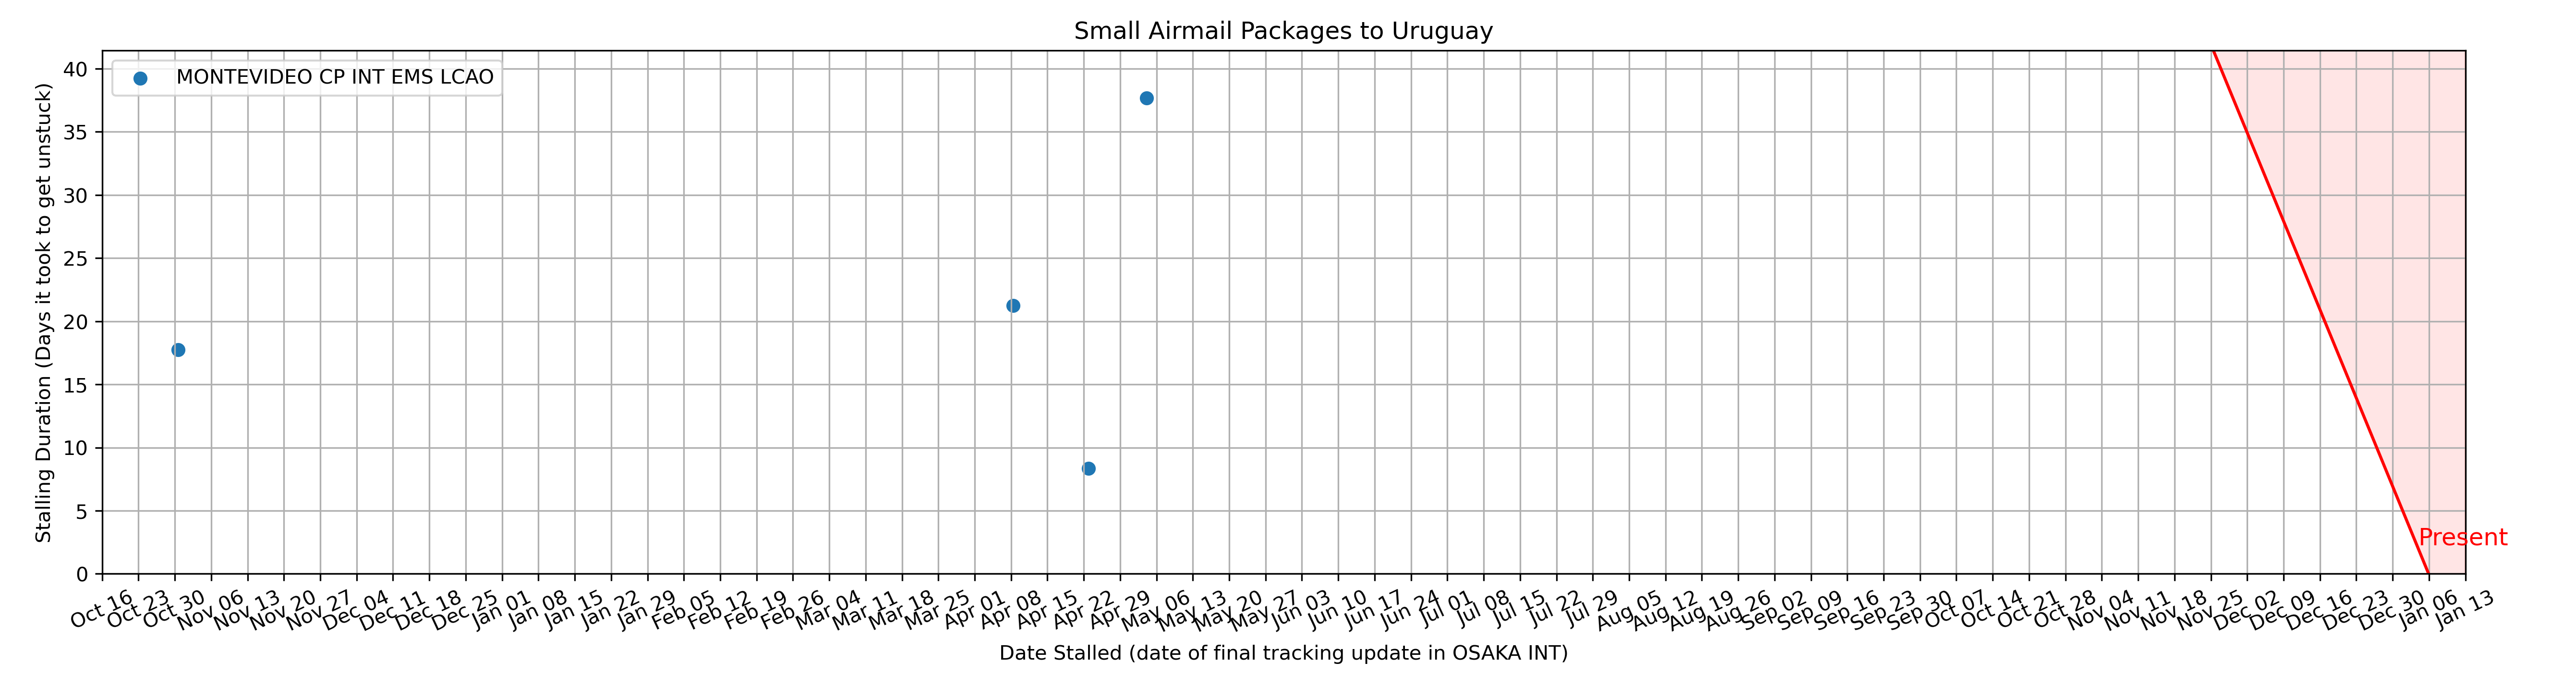 Small Airmail Packages to Uruguay
MONTEVIDEO CP INT EMS LCAO
Stalling Duration (Days it took to get unstuck)
40
35
30
25
20
15
10
5
0
Present
Oct 16 Oct 23 Oct 30 Nov 06 Nov 13 Nov 20 Nov 27 Dec 04 Dec 11 Dec 18 Dec 25 Jan 01 Jan 08 Jan 15 Jan 22 Jan 29 Feb 05 Feb 12 Feb 19 Feb 26 Mar 04 Mar 11 Mar 18 Mar 25 Apr 01 Apr 08 Apr 15 Apr 22 Apr 29 May 06 May 13 May 20 May 27 Jun 03 Jun 10 Jun 17 Jun 24 Jul 01 Jul 08 Jul 15 Jul 22 Jul 29 Aug 05 Aug 12 Aug 19 Aug 26 Sep 02 Sep 09 Sep 16 Sep 23 Sep 30 Oct 07 Oct 14 Oct 21 Oct 28 Nov 04 Nov 11 Nov 18 Nov 25 Dec 02 Dec 09 Dec 16 Dec 23 Dec 30 Jan 06 Jan 13
Date Stalled (date of final tracking update in OSAKA INT)